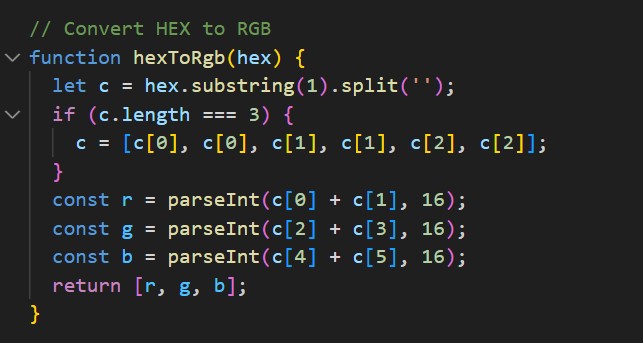 // Convert HEX to RGB
function hexToRgb(hex) {
  let c = hex.substring(1).split('');
  if (c.length === 3) {
    c = [c[0], c[0], c[1], c[1], c[2], c[2]];
  }
  const r = parseInt(c[0] + c[1], 16);
  const g = parseInt(c[2] + c[3], 16);
  const b = parseInt(c[4] + c[5], 16);
  return [r, g, b];
}